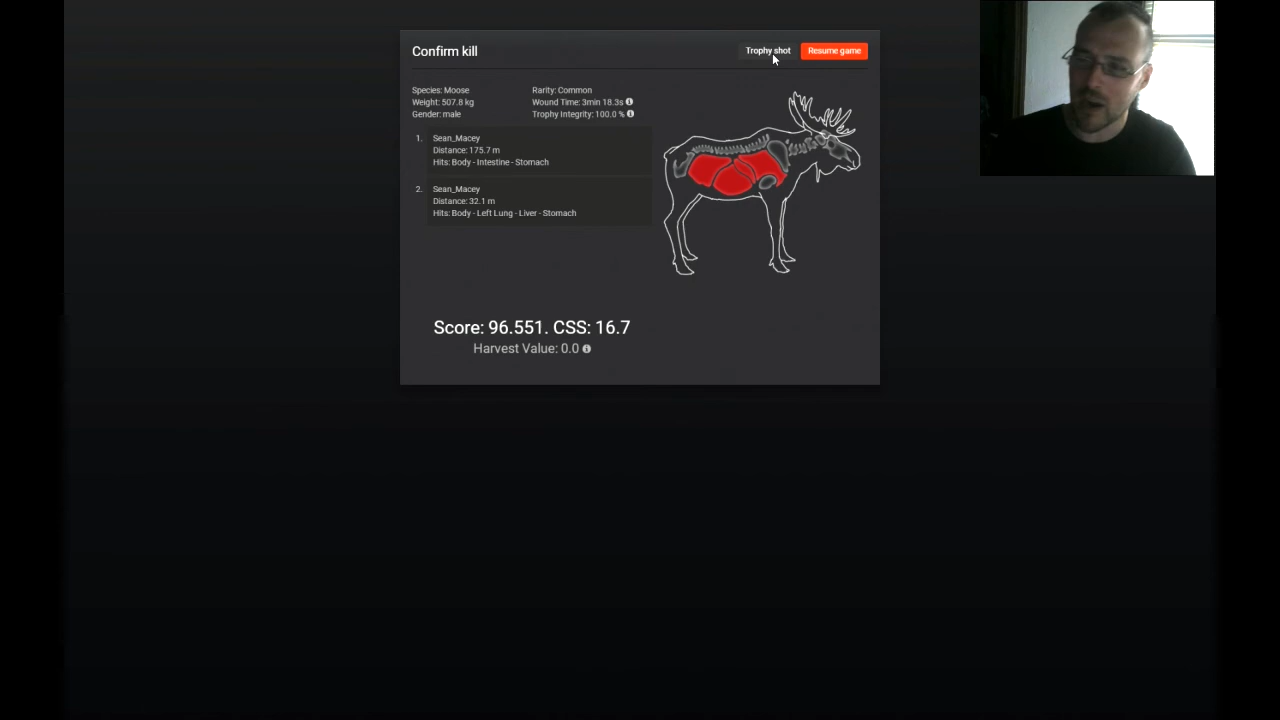 Confirm kill
Trophy shot
Resume game
Species: Moose
Rarity: Common
Weight: 507.8 kg
Wound Time: 3min 18.3s
Gender: male
Trophy Integrity: 100.0 %
1. Sean_Macey
Distance: 175.7 m
Hits: Body - Intestine - Stomach
2. Sean_Macey
Distance: 32.1 m
Hits: Body - Left Lung - Liver - Stomach
Score: 96.551. CSS: 16.7
Harvest Value: 0.0